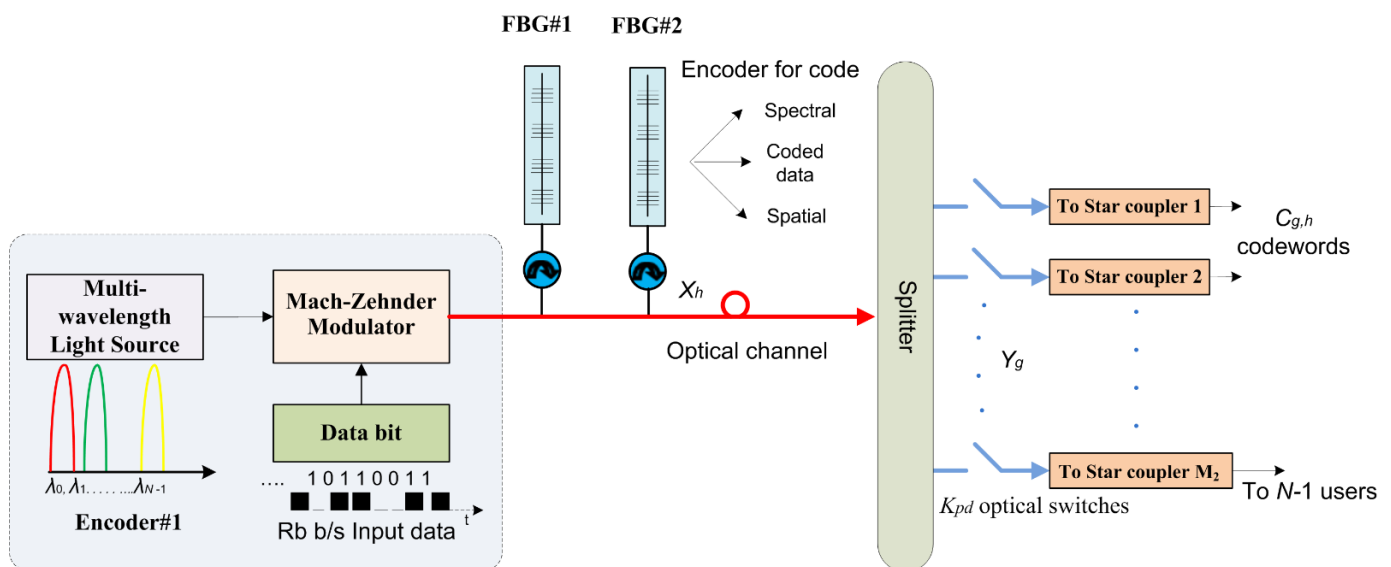 FBG#1
FBG#2
Encoder for code
Spectral
Coded
data
Spatial
Multi-
wavelength
Light Source
Mach-Zehnder
Modulator
Data bit
.... 1 0 1 1 0 0 1 1
λ0, λ1. . . . . ....λN-1
Encoder#1
Rb b/s Input data
t
Xh
Optical channel
Splitter
To Star coupler 1
To Star coupler 2
To Star coupler M2
Cg,h
codewords
Yg
Kpd optical switches
To N-1 users